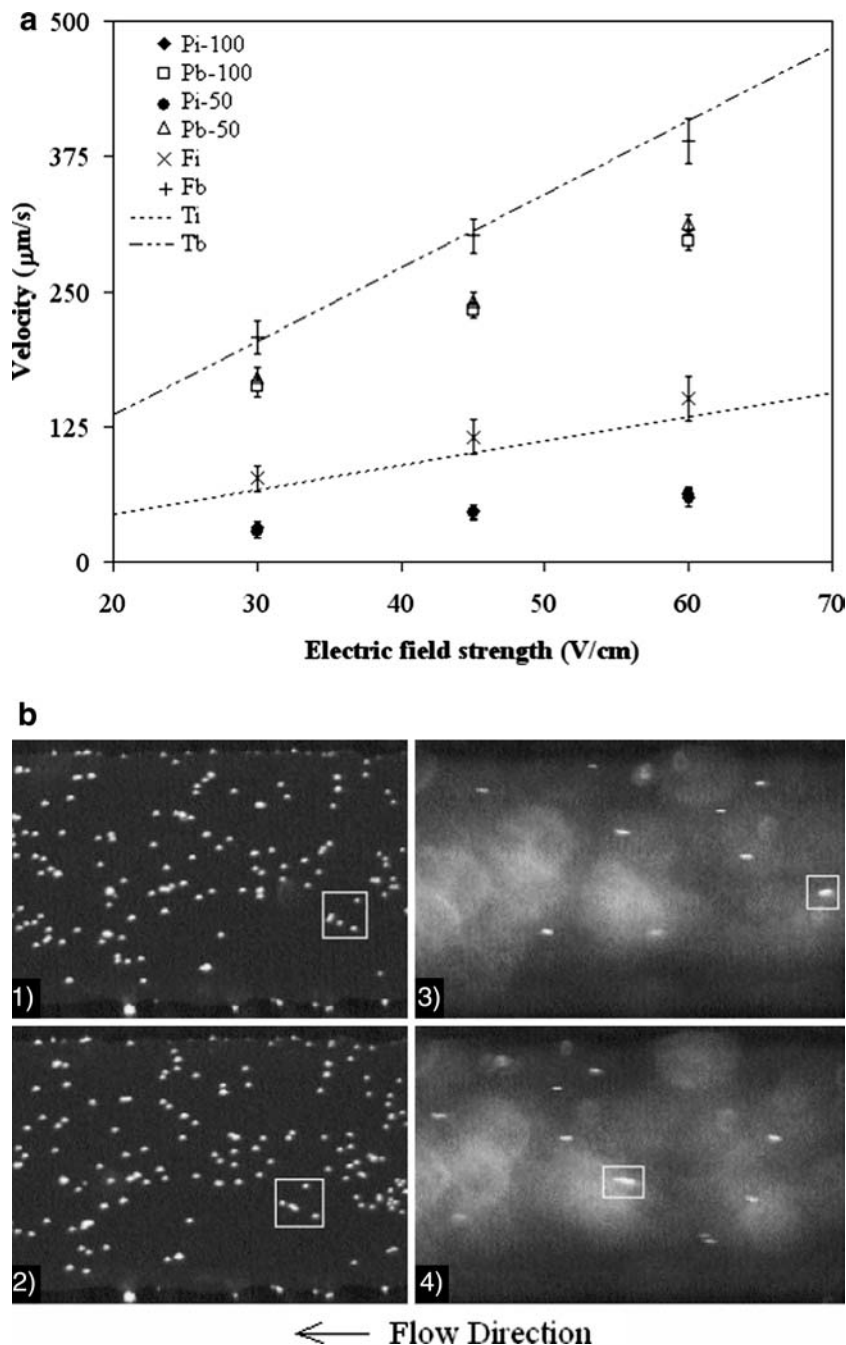 a
500
375
250
125
0
Velocity (µm/s)
Pi-100
Pb-100
Pi-50
Pb-50
Fi
Fb
Ti
Tb
20 30 40 50 60 70
Electric field strength (V/cm)
b
1)
3)
2)
4)
Flow Direction